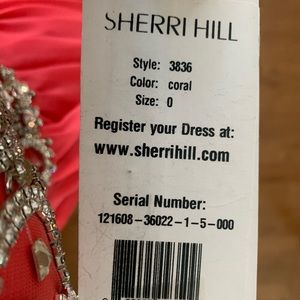 SHERRI HILL
Style: 3836
Color: coral
Size: 0
Register your Dress at:
www.sherrihill.com
Serial Number:
121608-36022-1-5-000